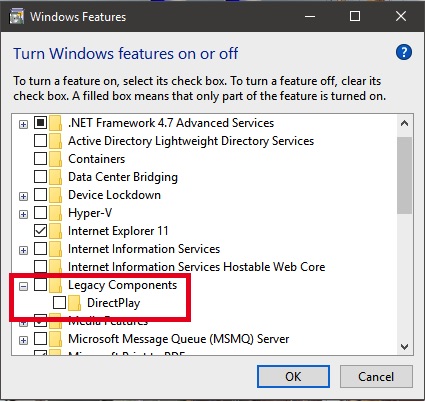 Windows Features
Turn Windows features on or off
To turn a feature on, select its check box. To turn a feature off, clear its
check box. A filled box means that only part of the feature is turned on.
.NET Framework 4.7 Advanced Services
Active Directory Lightweight Directory Services
Containers
Data Center Bridging
Device Lockdown
Hyper-V
Internet Explorer 11
Internet Information Services
Internet Information Services Hostable Web Core
Legacy Components
DirectPlay
Media Features
Microsoft Message Queue (MSMQ) Server
Microsoft Print to PDF
OK
Cancel